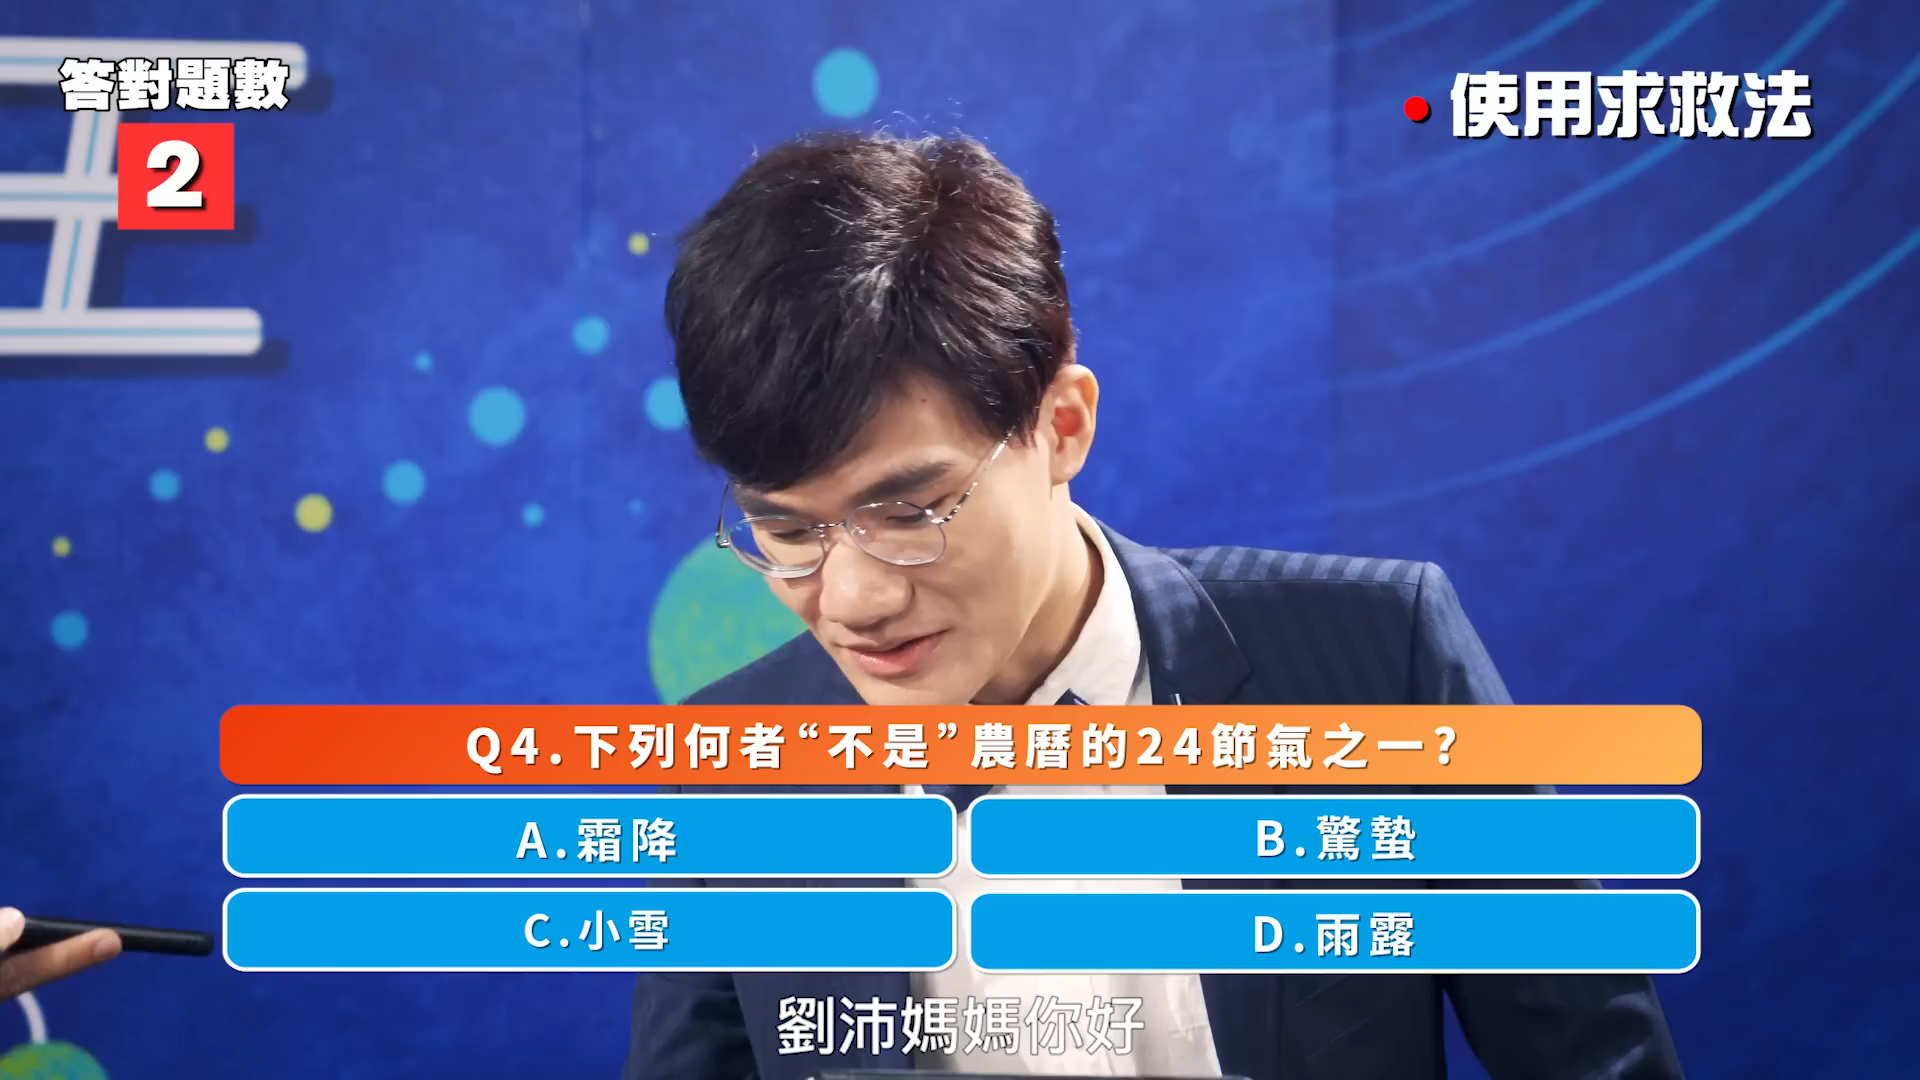 答對題數
2
使用求救法
Q4.下列何者“不是”農曆的24節氣之一?
A.霜降
B.驚蟄
C.小雪
D.雨露
劉沛媽媽你好